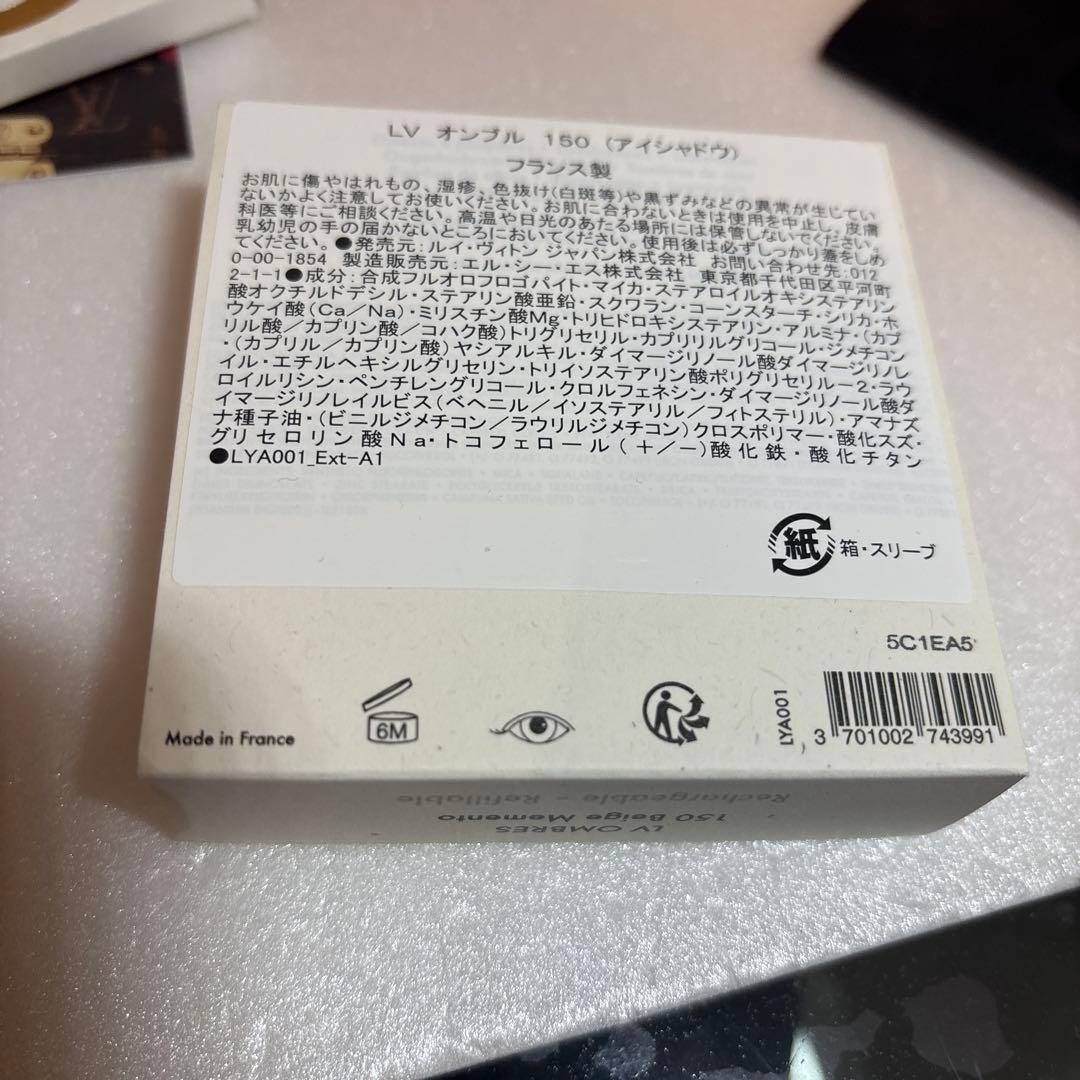 LV オンブル 150 (アイシャドウ)
フランス製
お肌に傷やはれもの、湿疹、色抜け(白斑等)や黒ずみなどの異常が生じてい
ないかよく注意してお使いください。お肌に合わないときは使用を中止し、皮膚
科医等にご相談ください。高温や日光のあたる場所には保管しないでください。
乳幼児の手の届かないところにおいてください。使用後は必ずしっかり蓋をしめ
てください。●発売元:ルイ・ヴィトン ジャパン株式会社 お問い合わせ先:012
0-00-1854 製造販売元:エル・シー・エス株式会社 東京都千代田区平河町
2-1-1●成分:合成フルオロフロゴパイト・マイカ・ステアロイルオキシステアリン
酸オクチルドデシル・ステアリン酸亜鉛・スクワラン・コーンスターチ・シリカ・ホ
ウケイ酸(Ca/Na)・ミリスチン酸Mg・トリヒドロキシステアリン・アルミナ・(カプ
リル酸/カプリン酸/コハク酸)トリグリセリル・カプリリルグリコール・ジメチコン
・(カプリル/カプリン酸)ヤシアルキル・ダイマージリノール酸ダイマージリノレ
イル・エチルヘキシルグリセリン・トリイソステアリン酸ポリグリセリル-2・ラウ
ロイルリシン・ペンチレングリコール・クロルフェネシン・ダイマージリノール酸ダ
イマージリノレイルビス(ベヘニル/イソステアリル/フィトステリル)・アマナズ
ナ種子油・(ビニルジメチコン/ラウリルジメチコン)クロスポリマー・酸化スズ・
グリセロリン酸Na・トコフェロール(+/-)酸化鉄・酸化チタン
●LYA001_Ext-A1
紙 箱・スリーブ
5C1EA5
Made in France
6M
LYA001
3 701002 743991
Rechargeable - Refillable
150 Beige Memento
LV OMBRES
LV